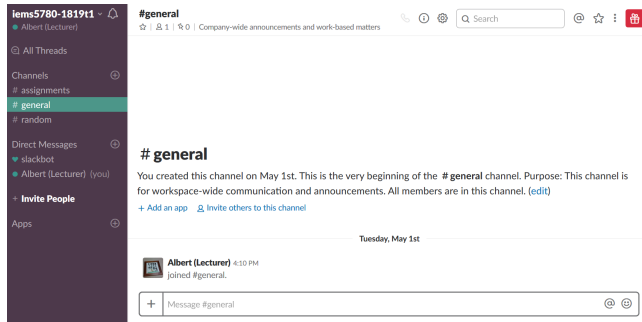 iems5780-1819t1
Albert (Lecturer)
All Threads
Channels
# assignments
# general
# random
Direct Messages
slackbot
Albert (Lecturer) (you)
+ Invite People
Apps
#general
1 | 0 | Company-wide announcements and work-based matters
Search
# general
You created this channel on May 1st. This is the very beginning of the # general channel. Purpose: This channel is
for workspace-wide communication and announcements. All members are in this channel. (edit)
+ Add an app Invite others to this channel
Tuesday, May 1st
Albert (Lecturer) 4:10 PM
joined #general.
+ Message #general @